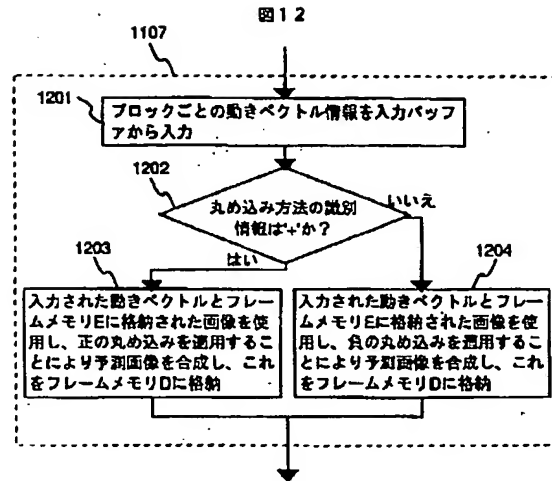 図12
1107
1201
ブロックごとの動きベクトル情報を入力バッフ
ァから入力
1202
丸め込み方法の識別
情報は'+'か?
いいえ
はい
1203
入力された動きベクトルとフレー
ムメモリEに格納された画像を使
用し、正の丸め込みを適用するこ
とにより予測画像を合成し、これ
をフレームメモリDに格納
1204
入力された動きベクトルとフレー
ムメモリEに格納された画像を使
用し、負の丸め込みを適用するこ
とにより予測画像を合成し、これ
をフレームメモリDに格納